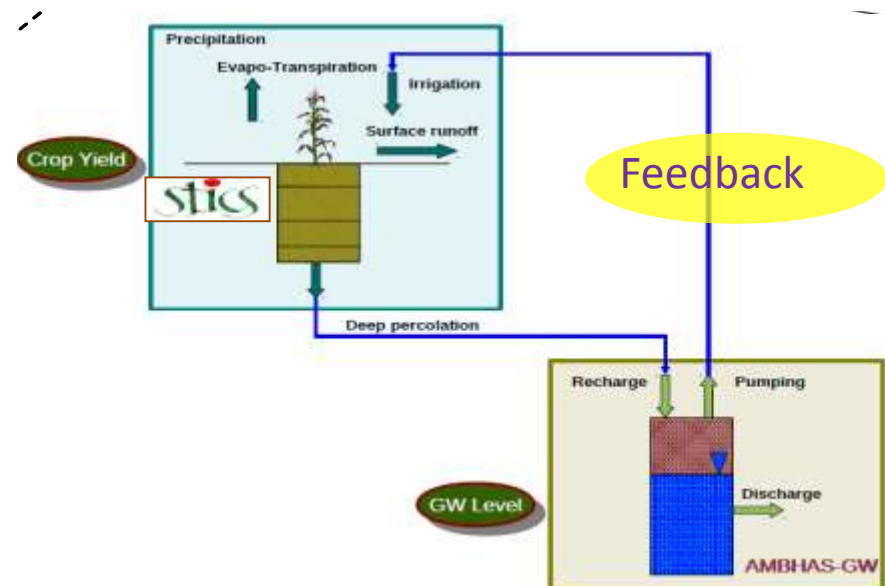 Precipitation
Evapo-Transpiration
Irrigation
Surface runoff
Crop Yield
stics
Feedback
Deep percolation
Recharge
Pumping
GW Level
Discharge
AMBHAS-GW